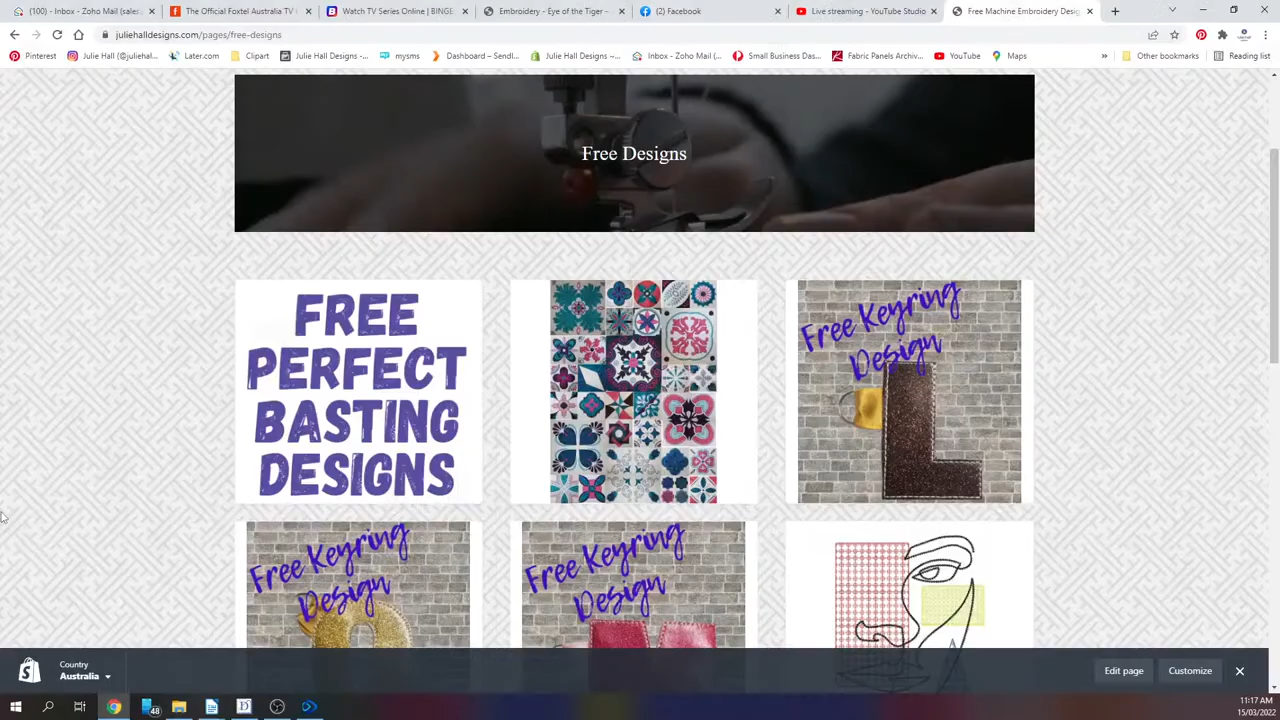 (100) - Inbox - Zoho Mail (sales
The Official Foxtel Australia TV G
Watch TV Series Online | BINGE
Embroidery - Eye of the Tiger –
(2) Facebook
Live streaming - YouTube Studio
Free Machine Embroidery Desig
juliehalldesigns.com/pages/free-designs
Pinterest
Julie Hall (@juliehal...
Later.com
Clipart
Julie Hall Designs -...
mysms
Dashboard – Sendl...
Julie Hall Designs ~...
Inbox - Zoho Mail (...
Small Business Das...
Fabric Panels Archiv...
YouTube
Maps
»
Other bookmarks
Reading list
Free Designs
FREE
PERFECT
BASTING
DESIGNS
Free Keyring
Design
Free Keyring
Design
Free Keyring
Design
Country
Australia
Edit page
Customize
48
11:17 AM
15/03/2022